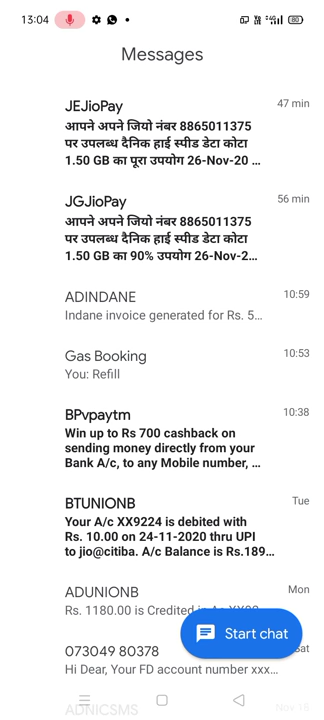 13:04
80
Messages
JEJioPay
47 min
आपने अपने जियो नंबर 8865011375
पर उपलब्ध दैनिक हाई स्पीड डेटा कोटा
1.50 GB का पूरा उपयोग 26-Nov-20 ...
JGJioPay
56 min
आपने अपने जियो नंबर 8865011375
पर उपलब्ध दैनिक हाई स्पीड डेटा कोटा
1.50 GB का 90% उपयोग 26-Nov-2...
ADINDANE
10:59
Indane invoice generated for Rs. 5...
Gas Booking
10:53
You: Refill
BPvpaytm
10:38
Win up to Rs 700 cashback on
sending money directly from your
Bank A/c, to any Mobile number, ...
BTUNIONB
Tue
Your A/c XX9224 is debited with
Rs. 10.00 on 24-11-2020 thru UPI
to jio@citiba. A/c Balance is Rs.189...
ADUNIONB
Mon
Rs. 1180.00 is Credited in Ac
Start chat
073049 80378
Sat
Hi Dear, Your FD account number xxx...
ADNICSMS
Nov